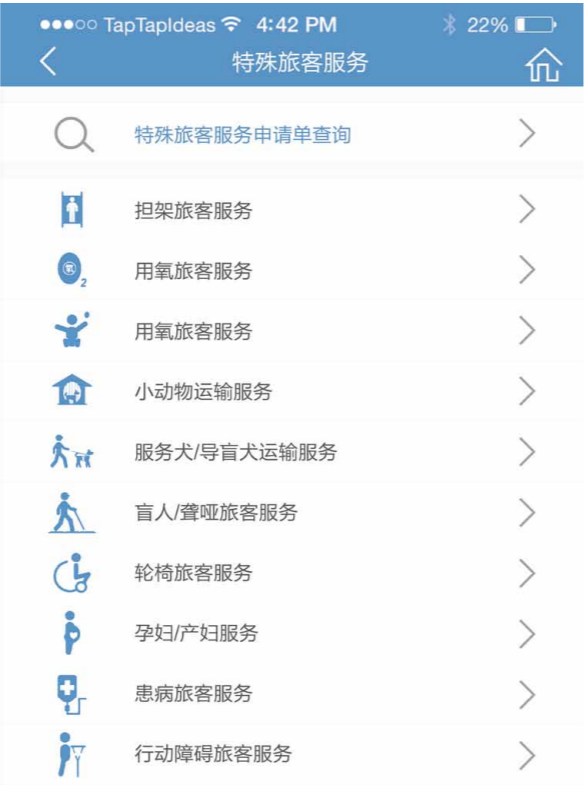 TapTapIdeas 4:42 PM 22%
特殊旅客服务
特殊旅客服务申请单查询
担架旅客服务
2
用氧旅客服务
用氧旅客服务
小动物运输服务
服务犬/导盲犬运输服务
盲人/聋哑旅客服务
轮椅旅客服务
孕妇/产妇服务
患病旅客服务
行动障碍旅客服务